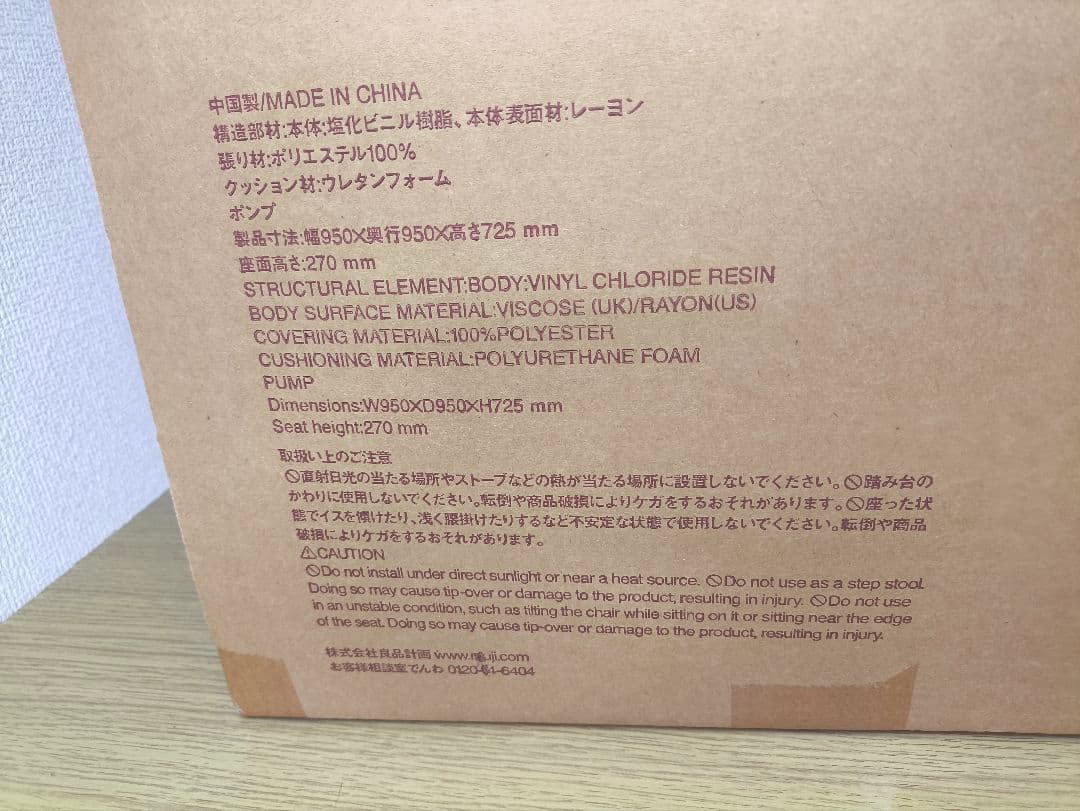 中国製/MADE IN CHINA
構造部材:本体:塩化ビニル樹脂、本体表面材:レーヨン
張り材:ポリエステル100%
クッション材:ウレタンフォーム
ポンプ
製品寸法:幅950×奥行950×高さ725 mm
座面高さ:270 mm
STRUCTURAL ELEMENT:BODY:VINYL CHLORIDE RESIN
BODY SURFACE MATERIAL:VISCOSE (UK)/RAYON(US)
COVERING MATERIAL:100%POLYESTER
CUSHIONING MATERIAL:POLYURETHANE FOAM
PUMP
Dimensions:W950×D950×H725 mm
Seat height:270 mm
取扱い上のご注意
🛇直射日光の当たる場所やストーブなどの熱が当たる場所に設置しないでください。🛇踏み台の
かわりに使用しないでください。転倒や商品破損によりケガをするおそれがあります。🛇座った状
態でイスを傾けたり、浅く腰掛けたりするなど不安定な状態で使用しないでください。転倒や商品
破損によりケガをするおそれがあります。
⚠CAUTION
🛇Do not install under direct sunlight or near a heat source. 🛇Do not use as a step stool.
Doing so may cause tip-over or damage to the product, resulting in injury. 🛇Do not use
in an unstable condition, such as tilting the chair while sitting on it or sitting near the edge
of the seat. Doing so may cause tip-over or damage to the product, resulting in injury.
株式会社良品計画
お客様相談室でんわ